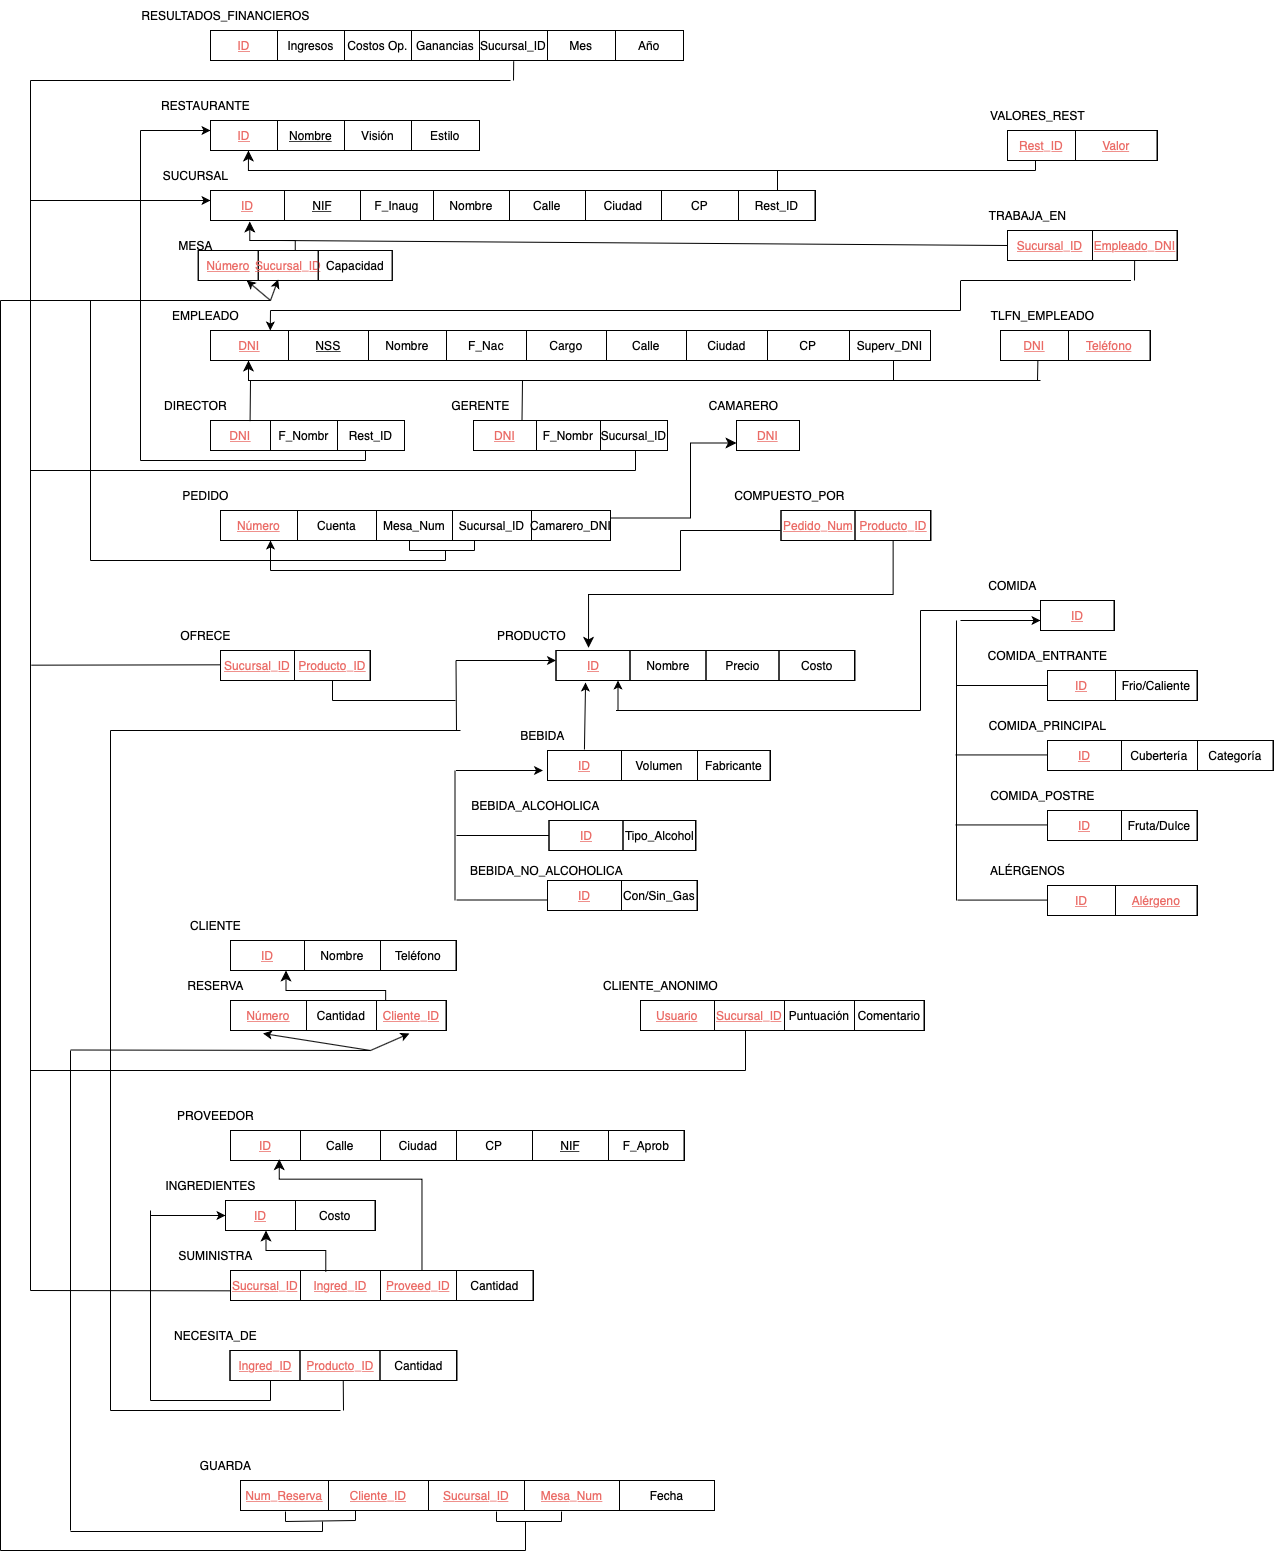 RESULTADOS_FINANCIEROS
ID Ingresos Costos Op. Ganancias Sucursal_ID Mes Año
RESTAURANTE
ID Nombre Visión Estilo
VALORES_REST
Rest_ID Valor
SUCURSAL
ID NIF F_Inaug Nombre Calle Ciudad CP Rest_ID
TRABAJA_EN
Sucursal_ID Empleado_DNI
MESA
Número Sucursal_ID Capacidad
EMPLEADO
DNI NSS Nombre F_Nac Cargo Calle Ciudad CP Superv_DNI
TLFN_EMPLEADO
DNI Teléfono
DIRECTOR
DNI F_Nombr Rest_ID
GERENTE
DNI F_Nombr Sucursal_ID
CAMARERO
DNI
PEDIDO
Número Cuenta Mesa_Num Sucursal_ID Camarero_DNI
COMPUESTO_POR
Pedido_Num Producto_ID
COMIDA
ID
OFRECE
Sucursal_ID Producto_ID
PRODUCTO
ID Nombre Precio Costo
COMIDA_ENTRANTE
ID Frio/Caliente
COMIDA_PRINCIPAL
ID Cubertería Categoría
BEBIDA
ID Volumen Fabricante
COMIDA_POSTRE
ID Fruta/Dulce
BEBIDA_ALCOHOLICA
ID Tipo_Alcohol
BEBIDA_NO_ALCOHOLICA
ID Con/Sin_Gas
ALÉRGENOS
ID Alérgeno
CLIENTE
ID Nombre Teléfono
RESERVA
Número Cantidad Cliente_ID
CLIENTE_ANONIMO
Usuario Sucursal_ID Puntuación Comentario
PROVEEDOR
ID Calle Ciudad CP NIF F_Aprob
INGREDIENTES
ID Costo
SUMINISTRA
Sucursal_ID Ingred_ID Proveed_ID Cantidad
NECESITA_DE
Ingred_ID Producto_ID Cantidad
GUARDA
Num_Reserva Cliente_ID Sucursal_ID Mesa_Num Fecha